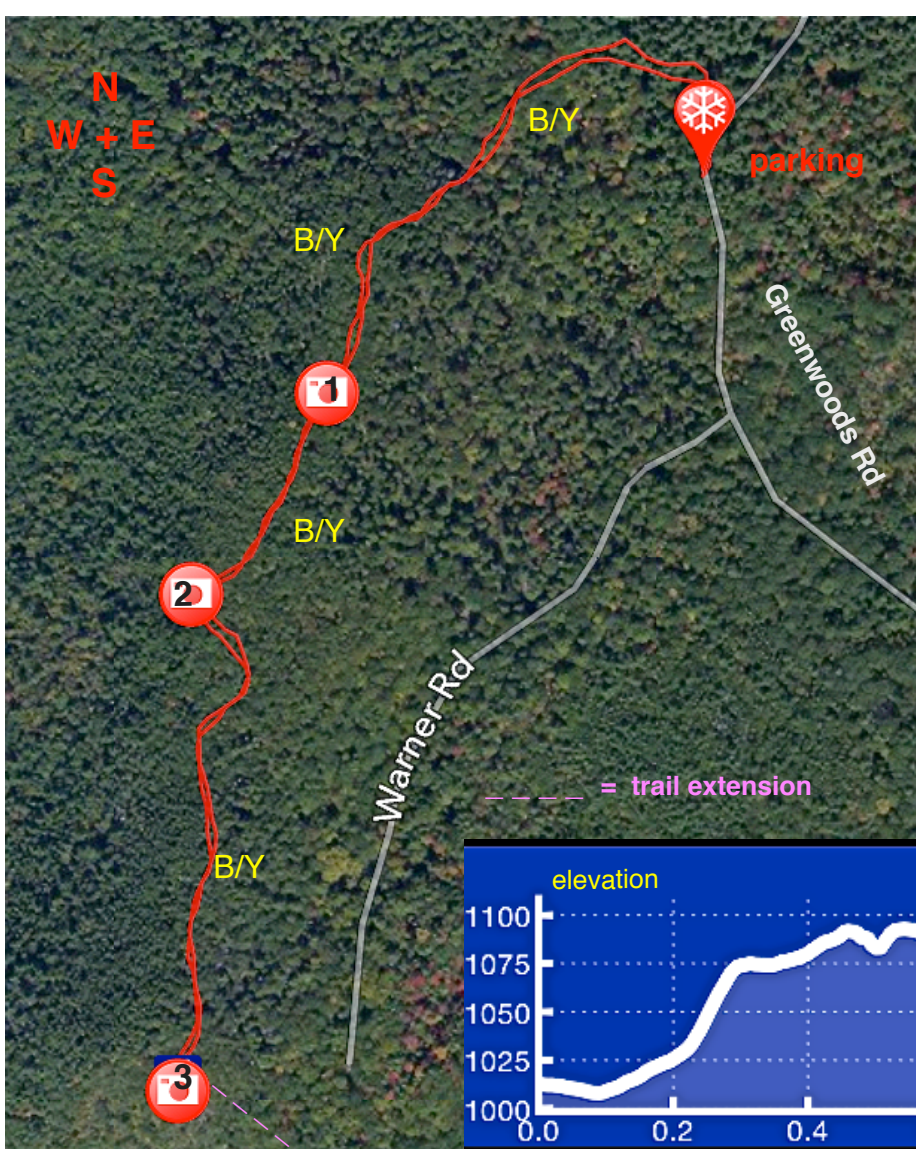 N
W + E
S
B/Y
parking
B/Y
Greenwoods Rd
1
B/Y
2
Warner Rd
_ _ _ _ _ = trail extension
B/Y
elevation
1100
1075
1050
1025
1000
0.0 0.2 0.4
3